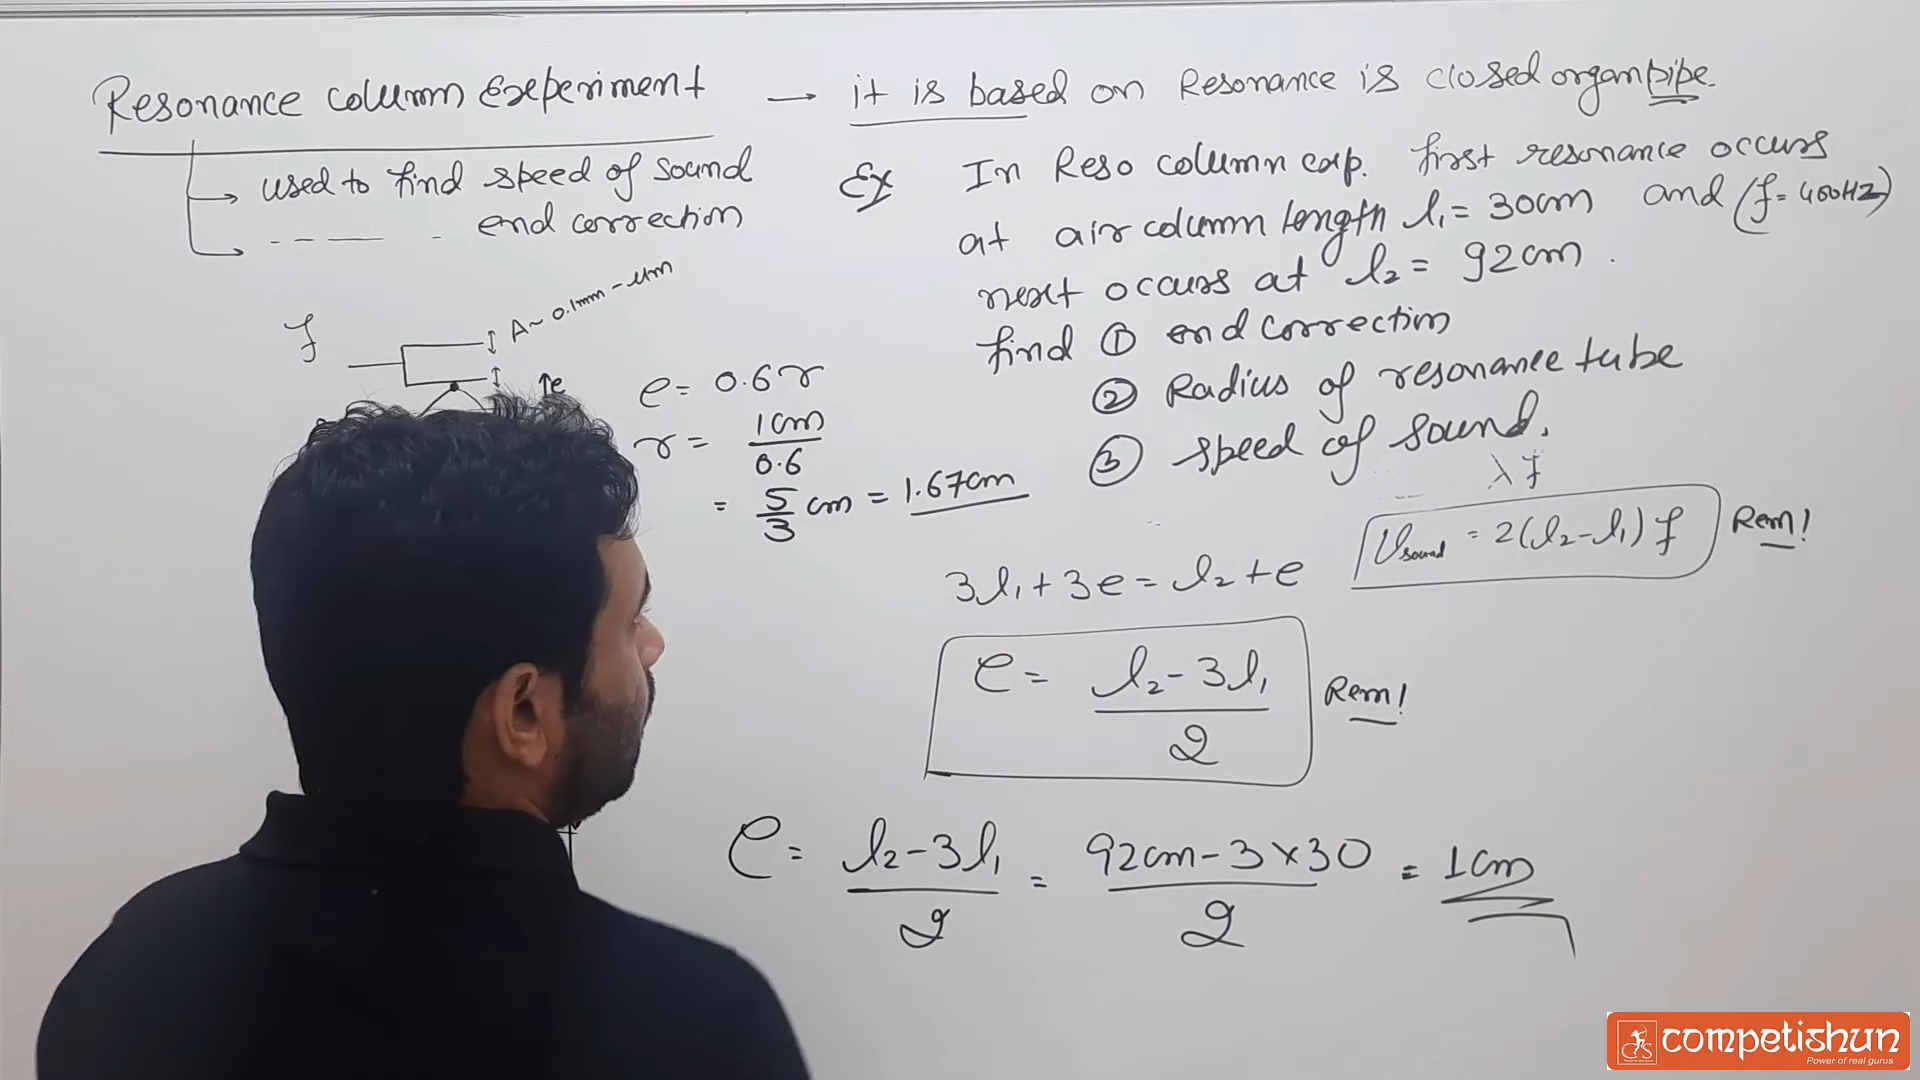 Resonance column Experiment → it is based on Resonance is closed organ pipe.
→ used to find speed of sound
→ - - - - - end correction
Ex In Reso column exp. first resonance occurs
at air column length l₁ = 30cm and (f = 400HZ)
next occurs at l₂ = 92cm .
find ① end correction
② Radius of resonance tube
③ speed of sound.
f
A ~ 0.1mm - um
e
e = 0.6r
r = 1cm / 0.6
= 5/3 cm = 1.67cm
λf
Vsound = 2(l₂-l₁) f Rem!
3l₁ + 3e = l₂ + e
e = (l₂ - 3l₁) / 2 Rem!
e = (l₂ - 3l₁) / 2 = (92cm - 3×30) / 2 = 1cm
competishun
Power of real gurus